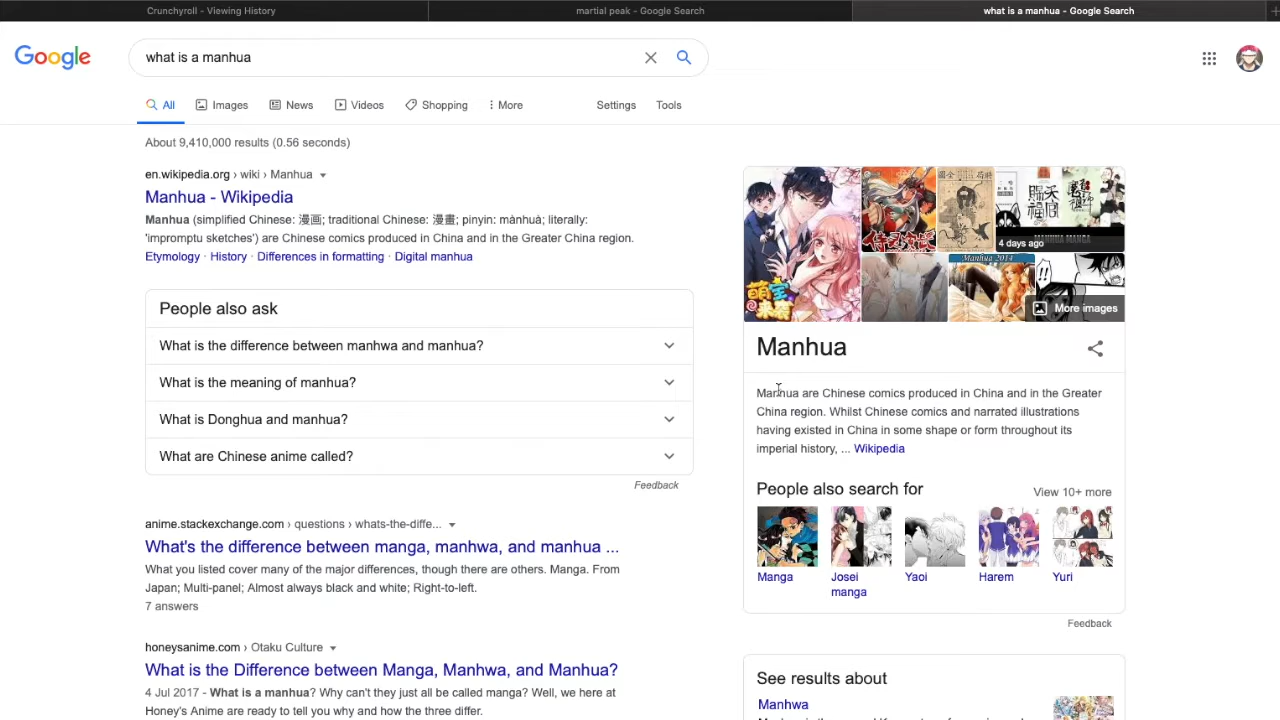 Crunchyroll - Viewing History
martial peak - Google Search
what is a manhua - Google Search
Google
what is a manhua
All
Images
News
Videos
Shopping
More
Settings
Tools
About 9,410,000 results (0.56 seconds)
en.wikipedia.org › wiki › Manhua
Manhua - Wikipedia
Manhua (simplified Chinese: 漫画; traditional Chinese: 漫畫; pinyin: mànhuà; literally:
'impromptu sketches') are Chinese comics produced in China and in the Greater China region.
Etymology · History · Differences in formatting · Digital manhua
People also ask
What is the difference between manhwa and manhua?
What is the meaning of manhua?
What is Donghua and manhua?
What are Chinese anime called?
Feedback
anime.stackexchange.com › questions › whats-the-diffe...
What's the difference between manga, manhwa, and manhua ...
What you listed cover many of the major differences, though there are others. Manga. From
Japan; Multi-panel; Almost always black and white; Right-to-left.
7 answers
honeysanime.com › Otaku Culture
What is the Difference between Manga, Manhwa, and Manhua?
4 Jul 2017 - What is a manhua? Why can't they just all be called manga? Well, we here at
Honey's Anime are ready to tell you why and how the three differ.
萌宝
来袭
4 days ago
Manhua 2014
!!
More images
Manhua
Manhua are Chinese comics produced in China and in the Greater
China region. Whilst Chinese comics and narrated illustrations
having existed in China in some shape or form throughout its
imperial history, ... Wikipedia
People also search for
View 10+ more
Manga
Josei
manga
Yaoi
Harem
Yuri
Feedback
See results about
Manhwa